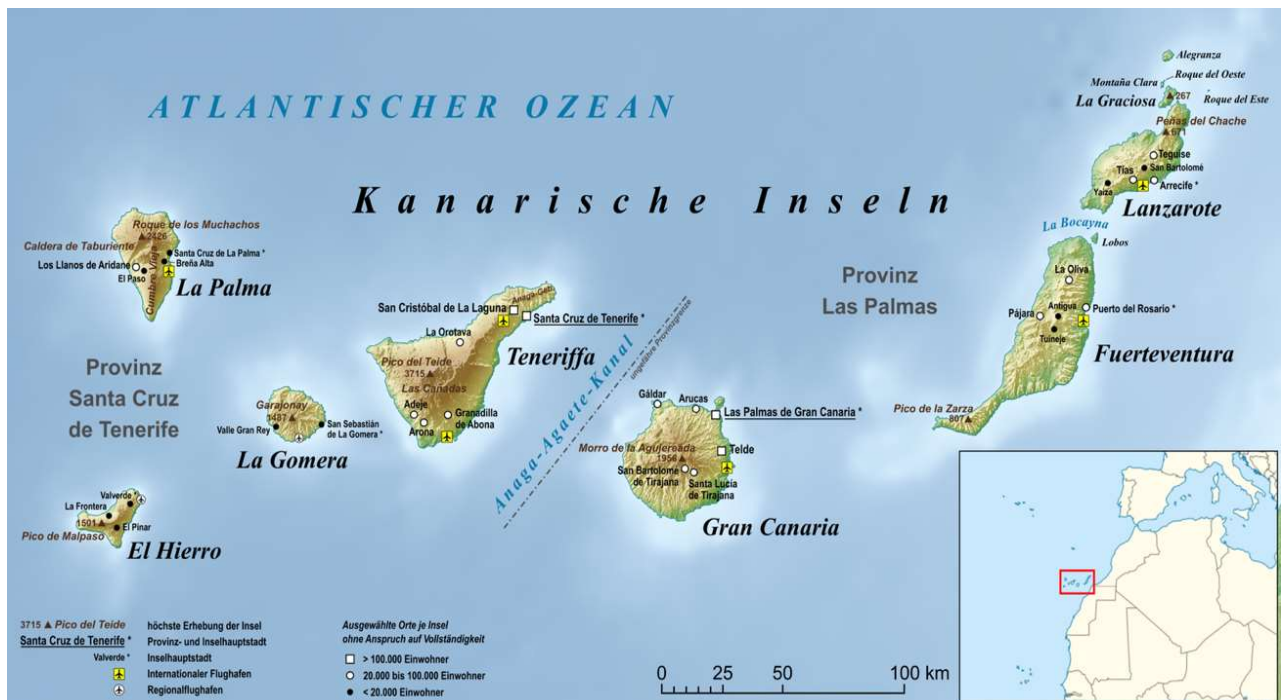 ATLANTISCHER OZEAN
Kanarische Inseln
Alegranza
Roque del Oeste
Montaña Clara
La Graciosa
267
Roque del Este
Peñas del Chache
671
Teguise
San Bartolomé
Tías
Yaiza
Arrecife *
Lanzarote
La Bocayna
Lobos
Provinz
Las Palmas
La Oliva
Puerto del Rosario *
Antigua
Pájara
Tuineje
Fuerteventura
Pico de la Zarza
807
Roque de los Muchachos
2426
Caldera de Taburiente
Santa Cruz de La Palma *
Breña Alta
Los Llanos de Aridane
El Paso
Cumbre Vieja
La Palma
Provinz
Santa Cruz
de Tenerife
Anaga-Geb.
San Cristóbal de La Laguna
Santa Cruz de Tenerife *
La Orotava
Teneriffa
Pico del Teide
3715
Las Cañadas
Adeje
Granadilla
de Abona
Arona
Anaga-Agaete-Kanal
ungefähre Provinzgrenze
Garajonay
1487
Valle Gran Rey
San Sebastián
de La Gomera *
La Gomera
Gáldar
Arucas
Las Palmas de Gran Canaria *
Morro de la Agujereada
1956
Telde
San Bartolomé
de Tirajana
Santa Lucía
de Tirajana
Gran Canaria
Valverde *
La Frontera
1501
El Pinar
Pico de Malpaso
El Hierro
3715 ▲ Pico del Teide höchste Erhebung der Insel
Santa Cruz de Tenerife * Provinz- und Inselhauptstadt
Valverde * Inselhauptstadt
Internationaler Flughafen
Regionalflughafen
Ausgewählte Orte je Insel
ohne Anspruch auf Vollständigkeit
> 100.000 Einwohner
20.000 bis 100.000 Einwohner
< 20.000 Einwohner
0 25 50 100 km